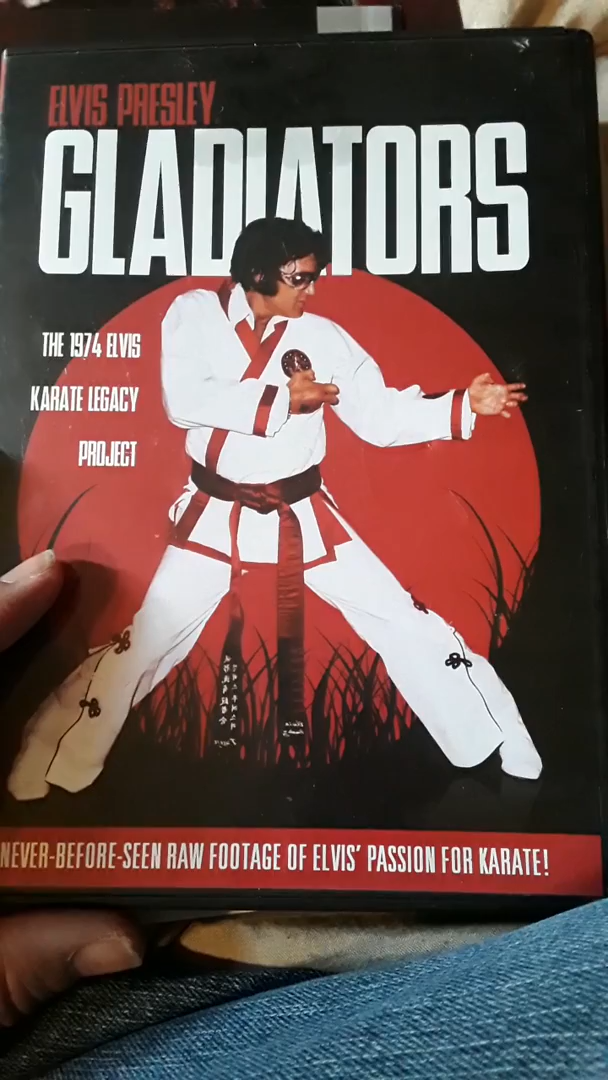 ELVIS PRESLEY
GLADIATORS
THE 1974 ELVIS
KARATE LEGACY
PROJECT
NEVER-BEFORE-SEEN RAW FOOTAGE OF ELVIS' PASSION FOR KARATE!